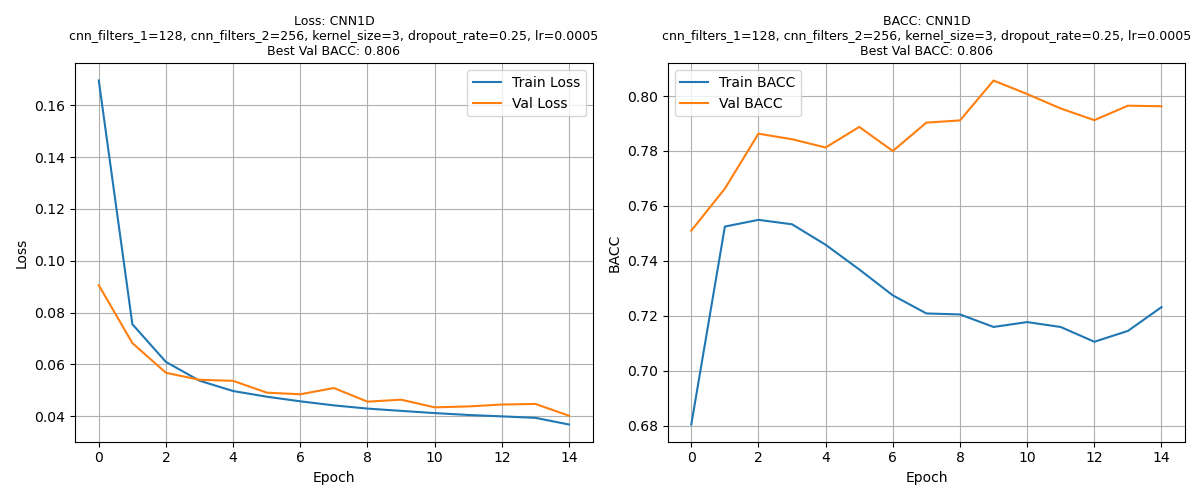 Loss: CNN1D
cnn_filters_1=128, cnn_filters_2=256, kernel_size=3, dropout_rate=0.25, lr=0.0005
Best Val BACC: 0.806
Train Loss
Val Loss
0.16
0.14
0.12
0.10
0.08
0.06
0.04
Loss
0 2 4 6 8 10 12 14
Epoch
BACC: CNN1D
cnn_filters_1=128, cnn_filters_2=256, kernel_size=3, dropout_rate=0.25, lr=0.0005
Best Val BACC: 0.806
Train BACC
Val BACC
0.80
0.78
0.76
0.74
0.72
0.70
0.68
BACC
0 2 4 6 8 10 12 14
Epoch